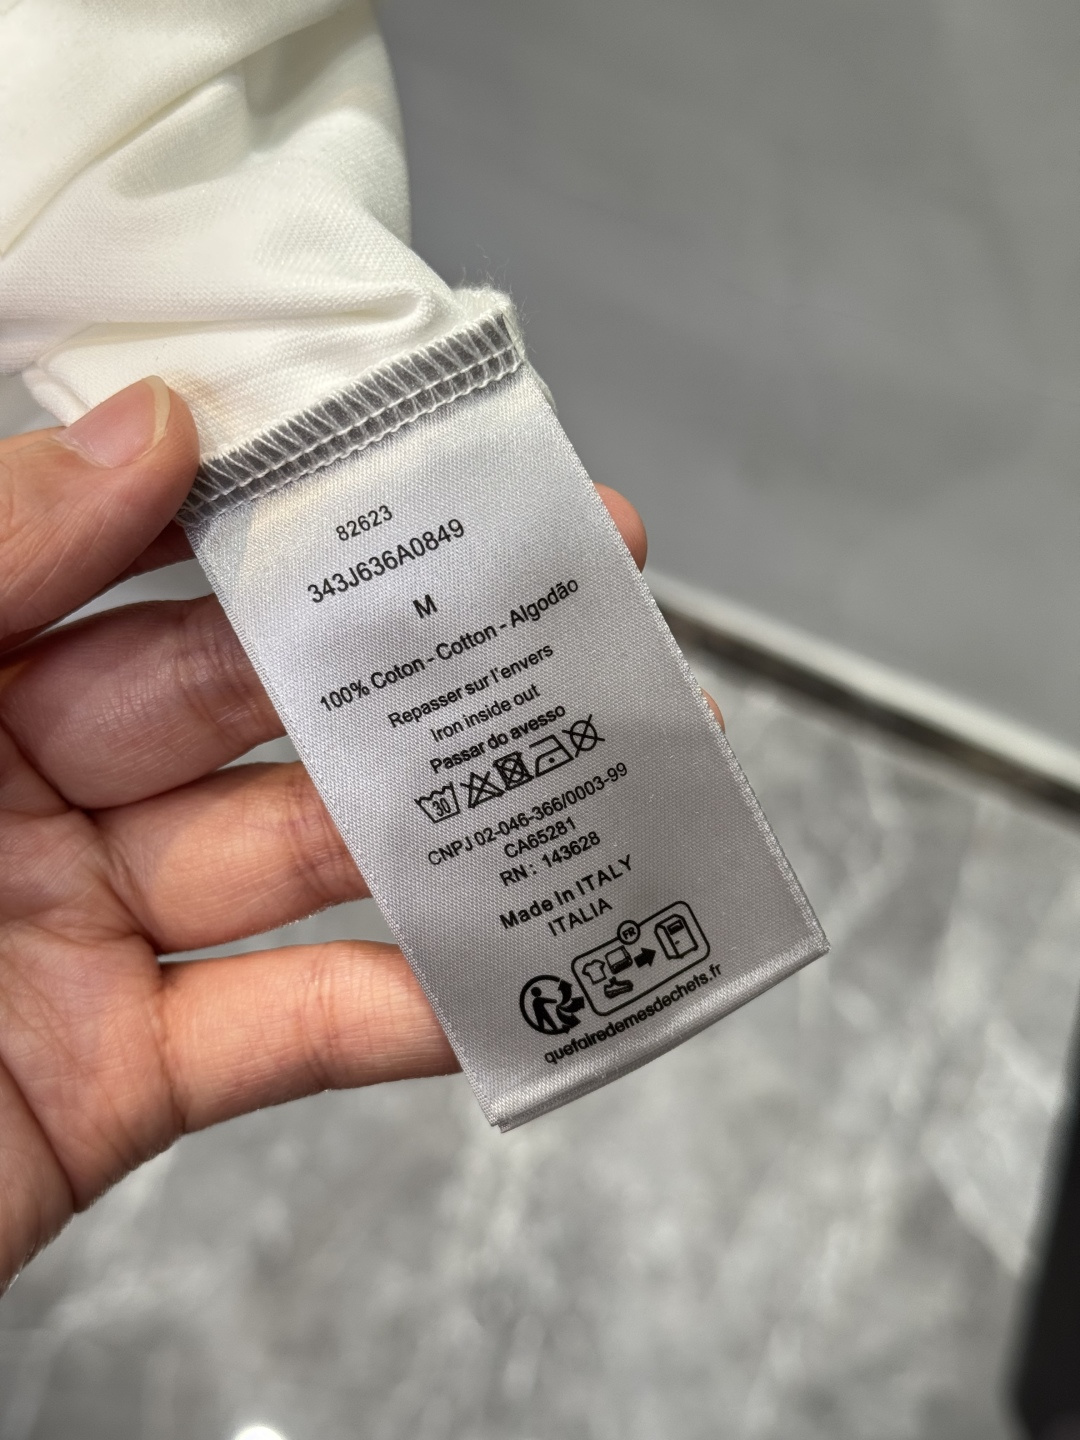 82623
343J636A0849
M
100% Coton - Cotton - Algodão
Repasser sur l'envers
Iron inside out
Passar do avesso
30
CNPJ 02-046-366/0003-99
CA65281
RN: 143628
Made In ITALY
ITALIA
FR
quefairedemesdechets.fr